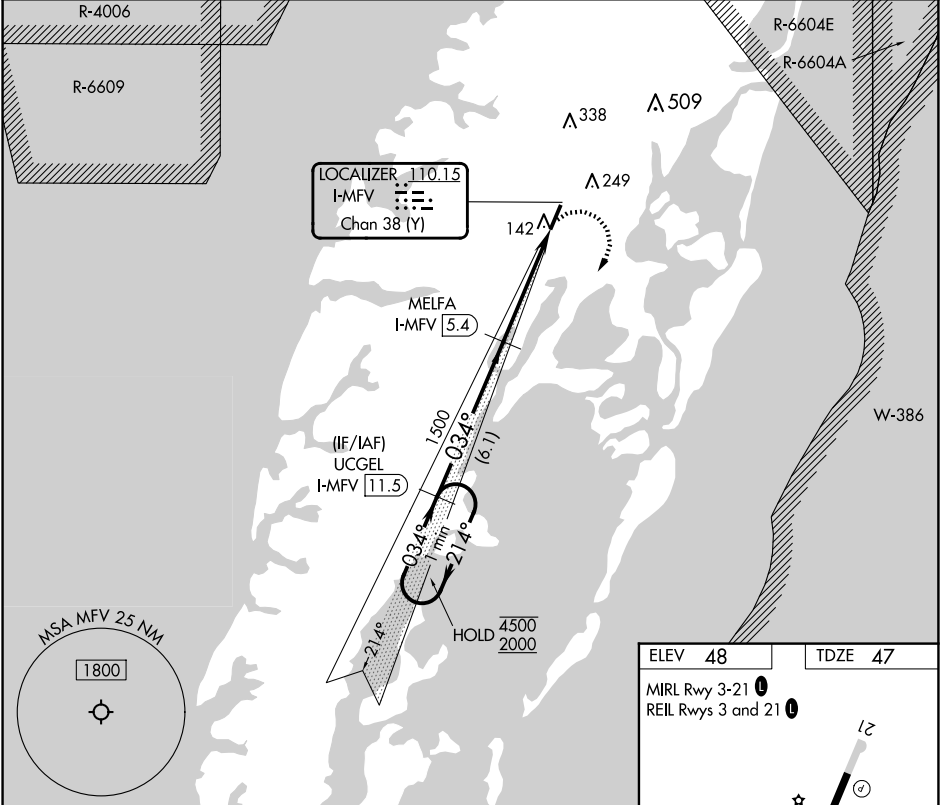 R-4006
R-6609
R-6604E
R-6604A
509
338
249
LOCALIZER 110.15
I-MFV
Chan 38 (Y)
142
MELFA
I-MFV 5.4
W-386
1500
034°
(6.1)
(IF/IAF)
UCGEL
I-MFV 11.5
034°
1 min
214°
HOLD 4500
2000
214°
MSA MFV 25 NM
1800
ELEV 48
TDZE 47
MIRL Rwy 3-21 L
REIL Rwys 3 and 21 L
21
P